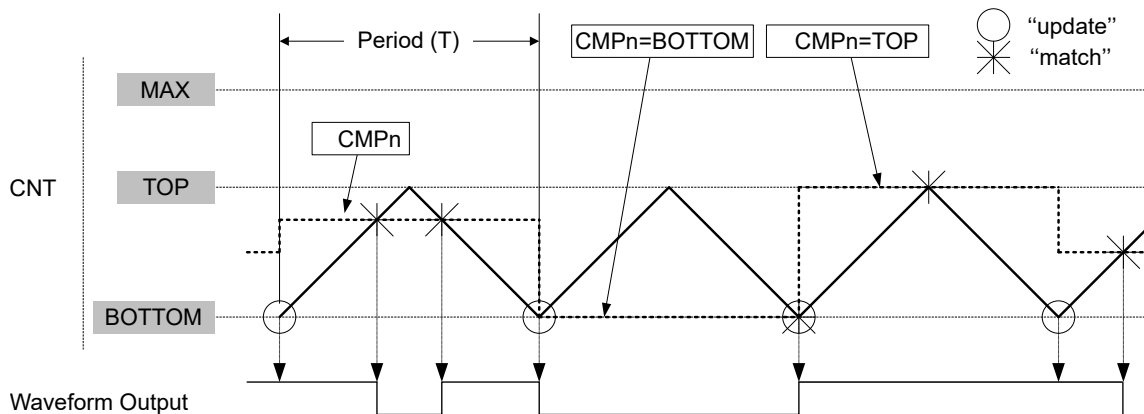 Period (T)
CMPn=BOTTOM
CMPn=TOP
“update”
“match”
MAX
CMPn
CNT
TOP
BOTTOM
Waveform Output